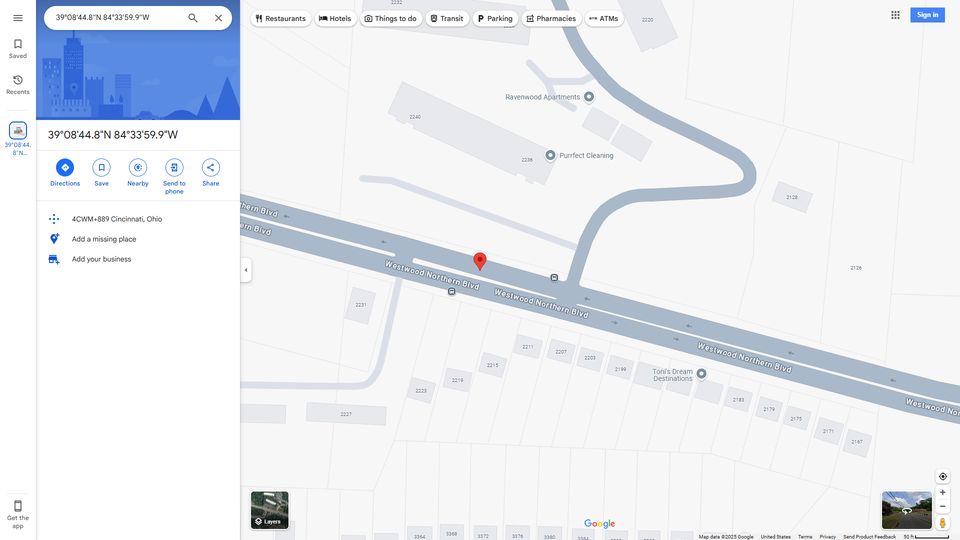 39°08'44.8"N 84°33'59.9"W
Restaurants
Hotels
Things to do
Transit
Parking
Pharmacies
ATMs
Sign in
Saved
Recents
39°08'44.
8"N...
39°08'44.8"N 84°33'59.9"W
Directions
Save
Nearby
Send to
phone
Share
4CWM+889 Cincinnati, Ohio
Add a missing place
Add your business
Get the
app
2232
2220
Ravenwood Apartments
2240
2236
Purrfect Cleaning
2128
2126
hern Blvd
ern Blvd
Westwood Northern Blvd
Westwood Northern Blvd
Westwood Northern Blvd
Westwood Northern
2231
2211
2207
2203
2199
2215
2219
2223
2227
Toni's Dream
Destinations
2183
2179
2175
2171
2167
3364
3368
3372
3376
3380
3384
Layers
Google
Map data ©2025 Google
United States
Terms
Privacy
Send Product Feedback
50 ft